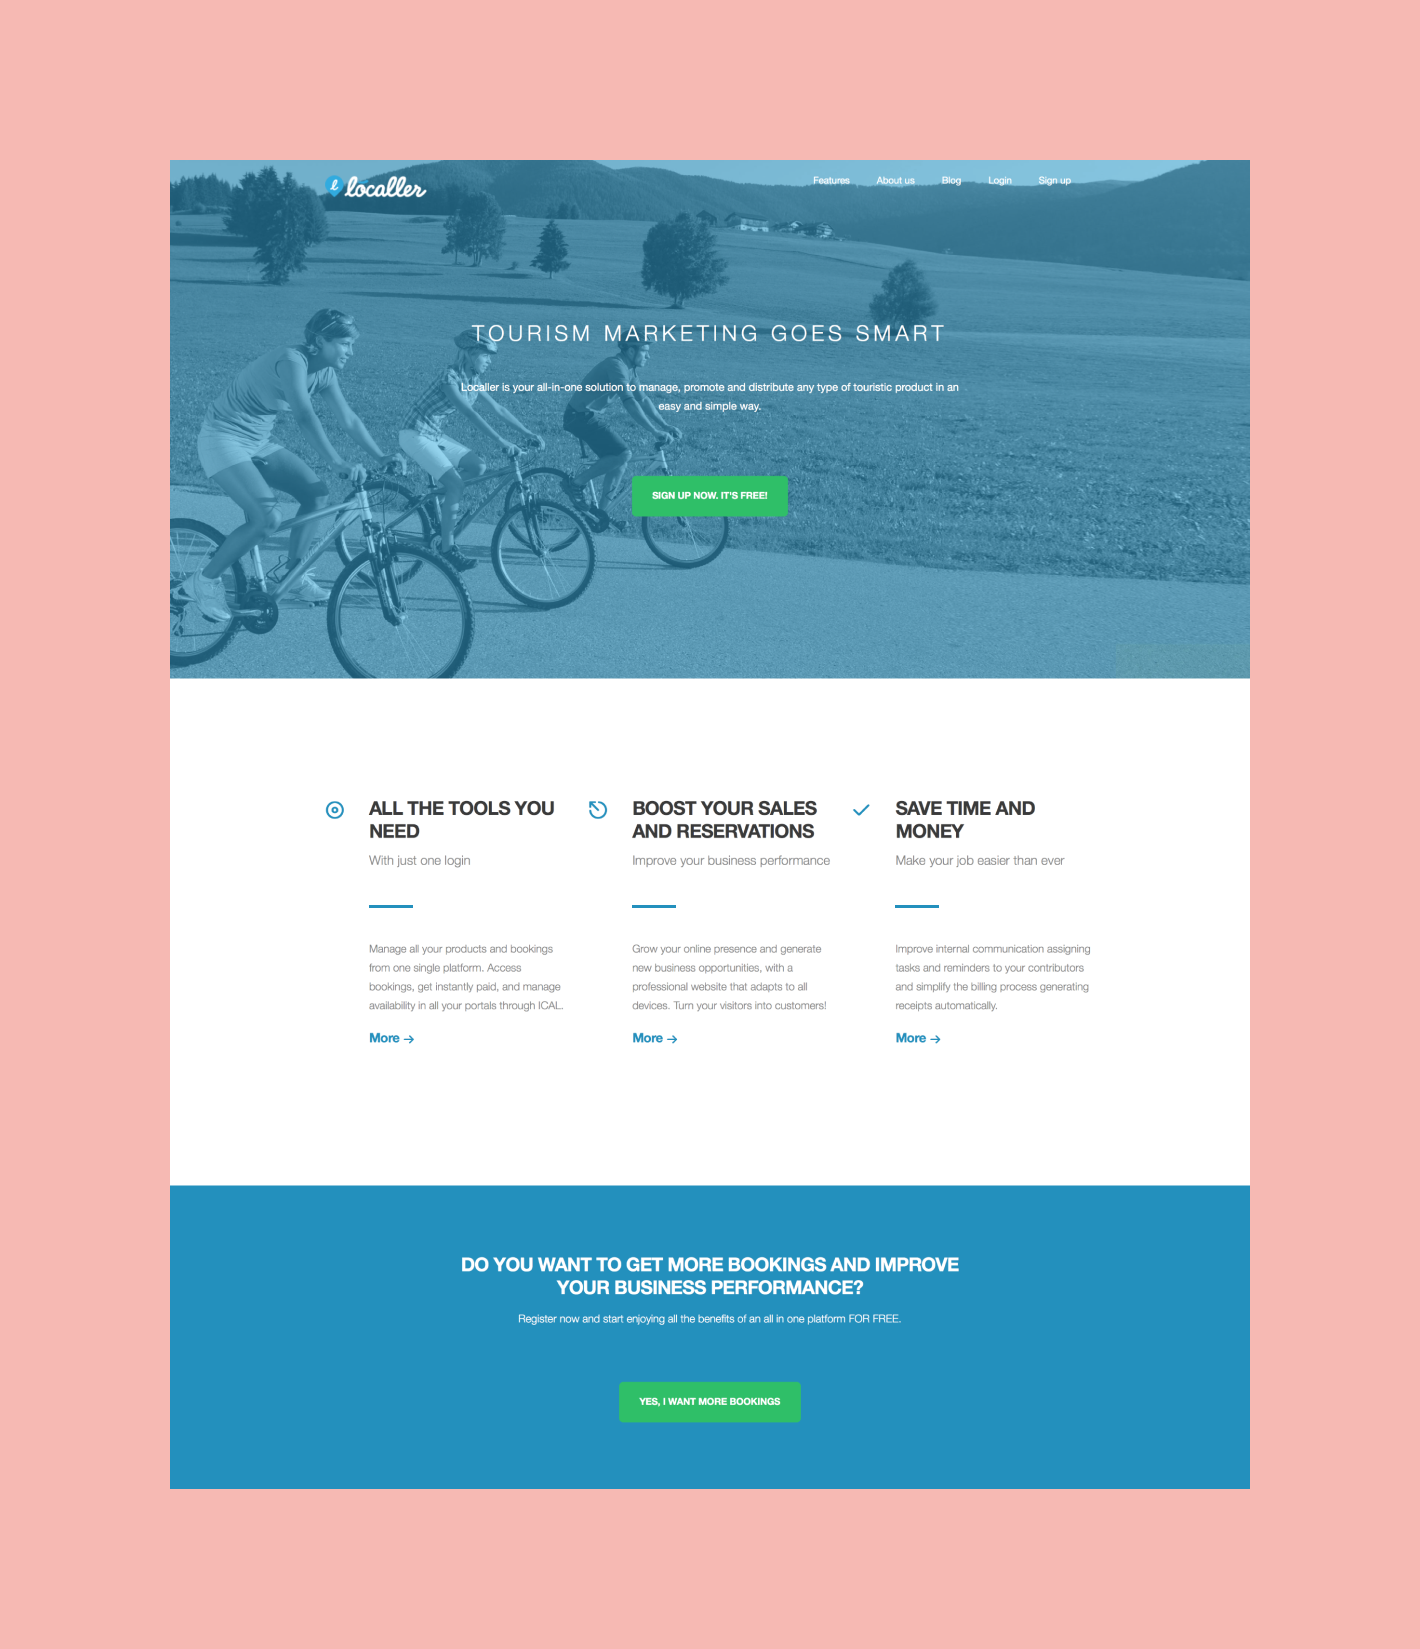 localler
Features About us Blog Login Sign up
TOURISM MARKETING GOES SMART
Localler is your all-in-one solution to manage, promote and distribute any type of touristic product in an
easy and simple way.
SIGN UP NOW. IT'S FREE!
ALL THE TOOLS YOU
NEED
With just one login
Manage all your products and bookings
from one single platform. Access
bookings, get instantly paid, and manage
availability in all your portals through ICAL.
More →
BOOST YOUR SALES
AND RESERVATIONS
Improve your business performance
Grow your online presence and generate
new business opportunities, with a
professional website that adapts to all
devices. Turn your visitors into customers!
More →
SAVE TIME AND
MONEY
Make your job easier than ever
Improve internal communication assigning
tasks and reminders to your contributors
and simplify the billing process generating
receipts automatically.
More →
DO YOU WANT TO GET MORE BOOKINGS AND IMPROVE
YOUR BUSINESS PERFORMANCE?
Register now and start enjoying all the benefits of an all in one platform FOR FREE.
YES, I WANT MORE BOOKINGS